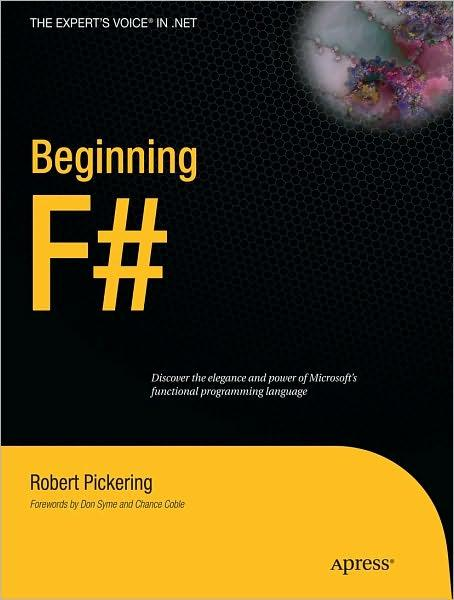 THE EXPERT'S VOICE® IN .NET
Beginning
F#
Discover the elegance and power of Microsoft's
functional programming language
Robert Pickering
Forewords by Don Syme and Chance Coble
Apress®